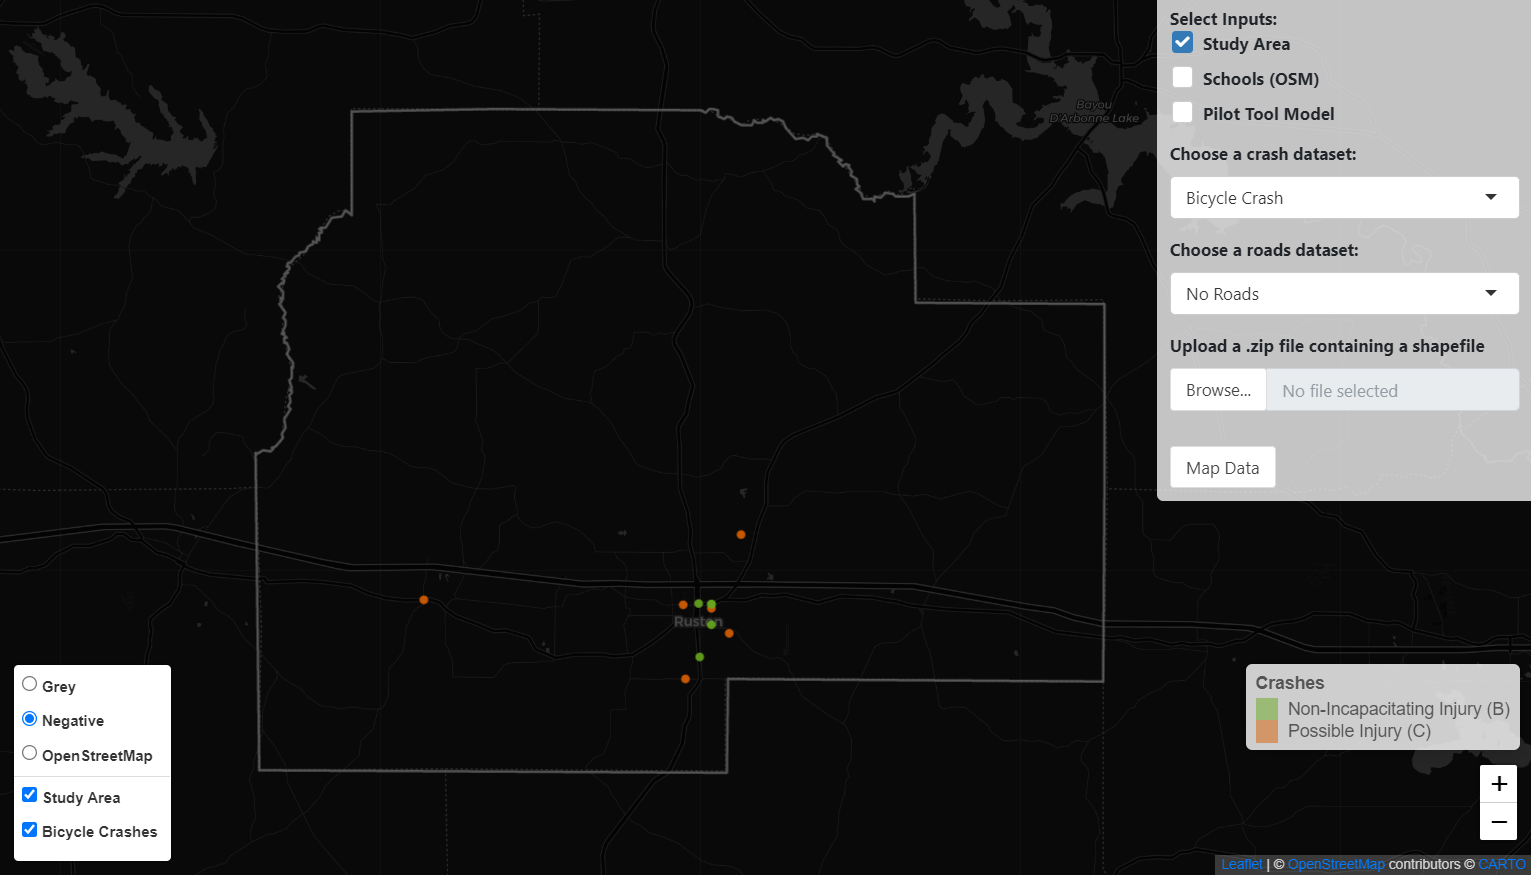 Select Inputs:
Study Area
Schools (OSM)
Pilot Tool Model
Choose a crash dataset:
Bicycle Crash
Choose a roads dataset:
No Roads
Upload a .zip file containing a shapefile
Browse...
No file selected
Map Data
Bayou
D'Arbonne Lake
Ruston
Grey
Negative
OpenStreetMap
Study Area
Bicycle Crashes
Crashes
Non-Incapacitating Injury (B)
Possible Injury (C)
+
−
Leaflet | © OpenStreetMap contributors © CARTO